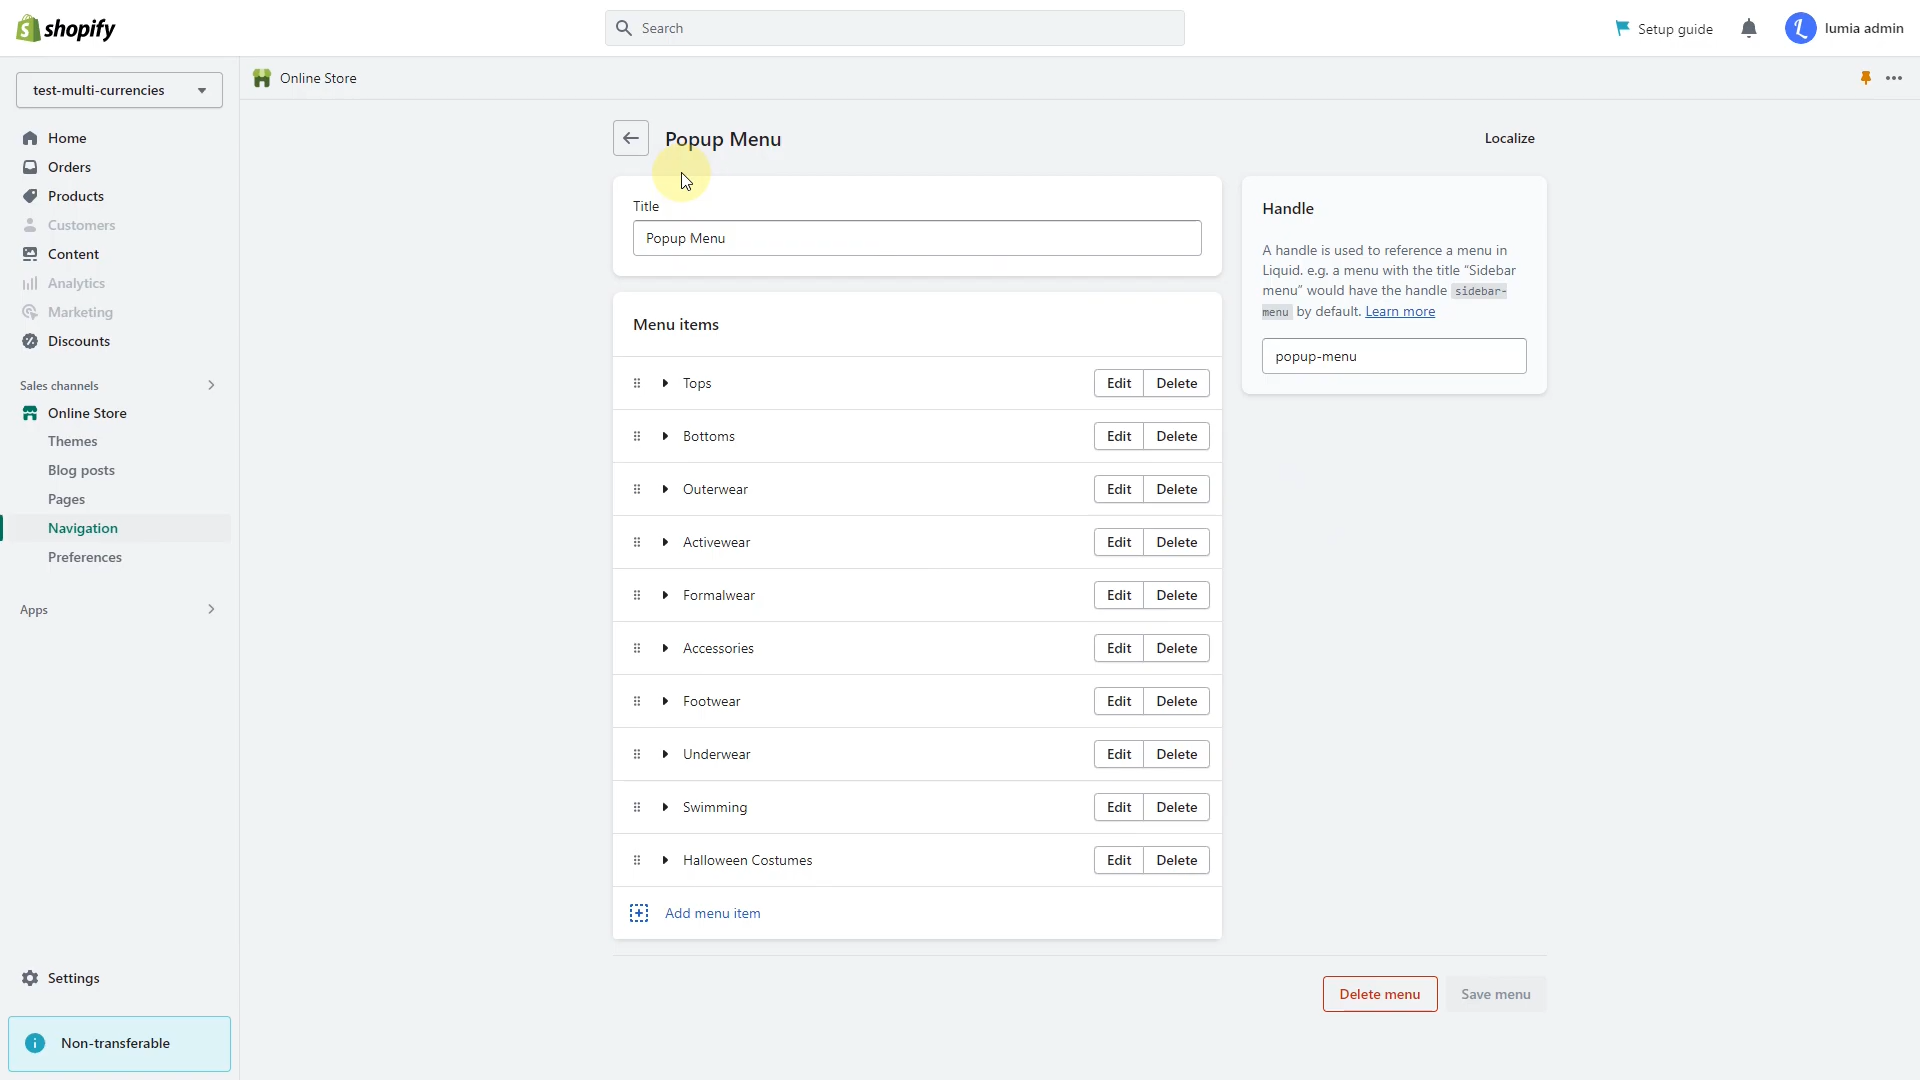 shopify
Search
Setup guide
lumia admin
test-multi-currencies
Online Store
Home
Orders
Products
Customers
Content
Analytics
Marketing
Discounts
Sales channels
Online Store
Themes
Blog posts
Pages
Navigation
Preferences
Apps
Settings
Non-transferable
Popup Menu
Localize
Title
Popup Menu
Menu items
Tops Edit Delete
Bottoms Edit Delete
Outerwear Edit Delete
Activewear Edit Delete
Formalwear Edit Delete
Accessories Edit Delete
Footwear Edit Delete
Underwear Edit Delete
Swimming Edit Delete
Halloween Costumes Edit Delete
Add menu item
Handle
A handle is used to reference a menu in
Liquid. e.g. a menu with the title “Sidebar
menu” would have the handle sidebar-
menu by default. Learn more
popup-menu
Delete menu
Save menu